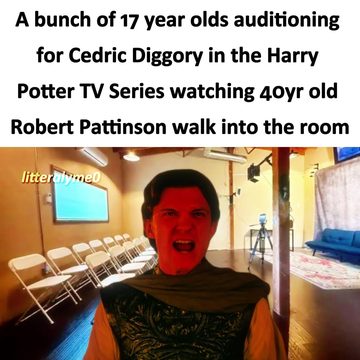 A bunch of 17 year olds auditioning
for Cedric Diggory in the Harry
Potter TV Series watching 40yr old
Robert Pattinson walk into the room
litterblyme0